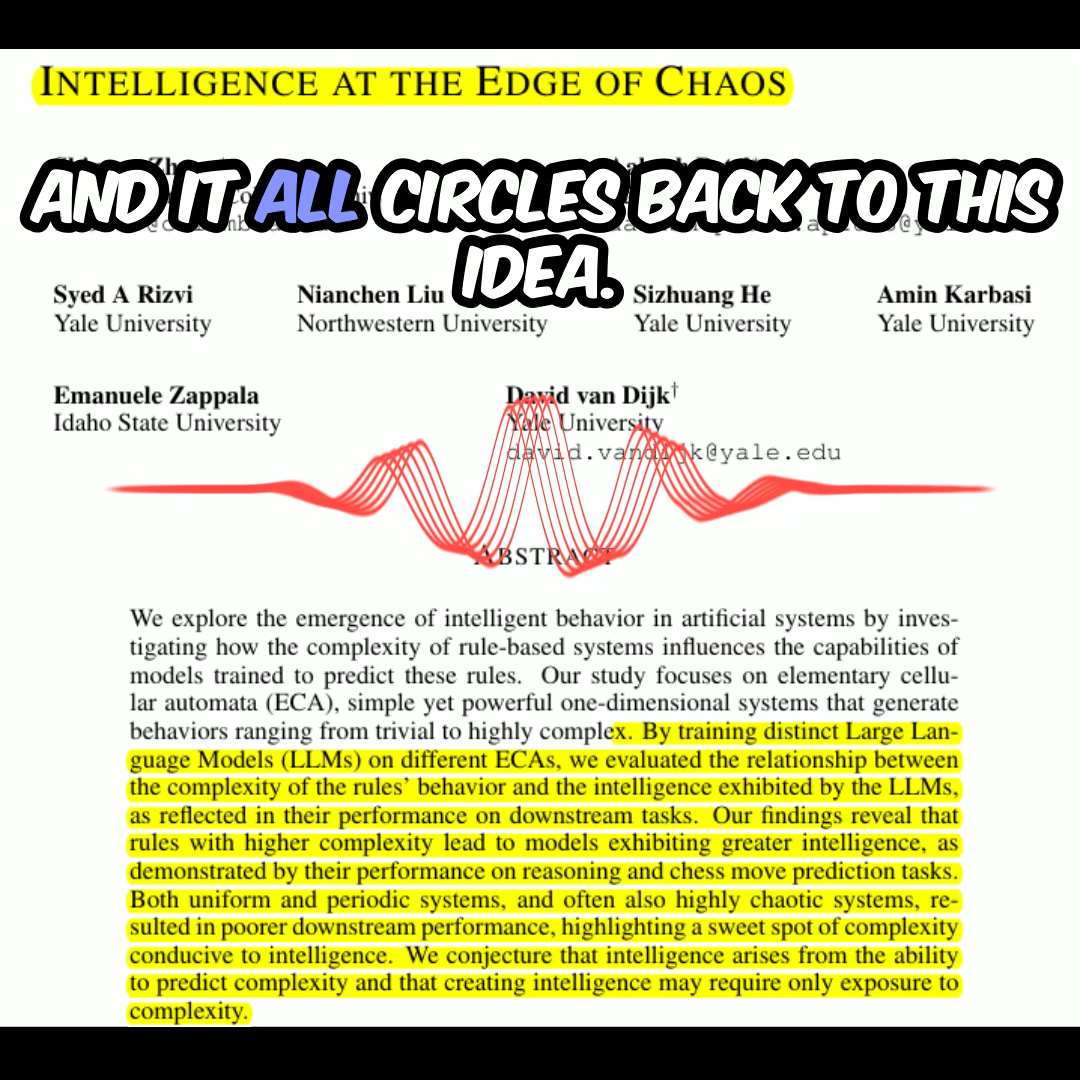 INTELLIGENCE AT THE EDGE OF CHAOS
AND IT ALL CIRCLES BACK TO THIS
IDEA.
Syed A Rizvi Nianchen Liu Sizhuang He Amin Karbasi
Yale University Northwestern University Yale University Yale University
Emanuele Zappala David van Dijk†
Idaho State University Yale University
david.vandijk@yale.edu
ABSTRACT
We explore the emergence of intelligent behavior in artificial systems by inves-
tigating how the complexity of rule-based systems influences the capabilities of
models trained to predict these rules. Our study focuses on elementary cellu-
lar automata (ECA), simple yet powerful one-dimensional systems that generate
behaviors ranging from trivial to highly complex. By training distinct Large Lan-
guage Models (LLMs) on different ECAs, we evaluated the relationship between
the complexity of the rules' behavior and the intelligence exhibited by the LLMs,
as reflected in their performance on downstream tasks. Our findings reveal that
rules with higher complexity lead to models exhibiting greater intelligence, as
demonstrated by their performance on reasoning and chess move prediction tasks.
Both uniform and periodic systems, and often also highly chaotic systems, re-
sulted in poorer downstream performance, highlighting a sweet spot of complexity
conducive to intelligence. We conjecture that intelligence arises from the ability
to predict complexity and that creating intelligence may require only exposure to
complexity.